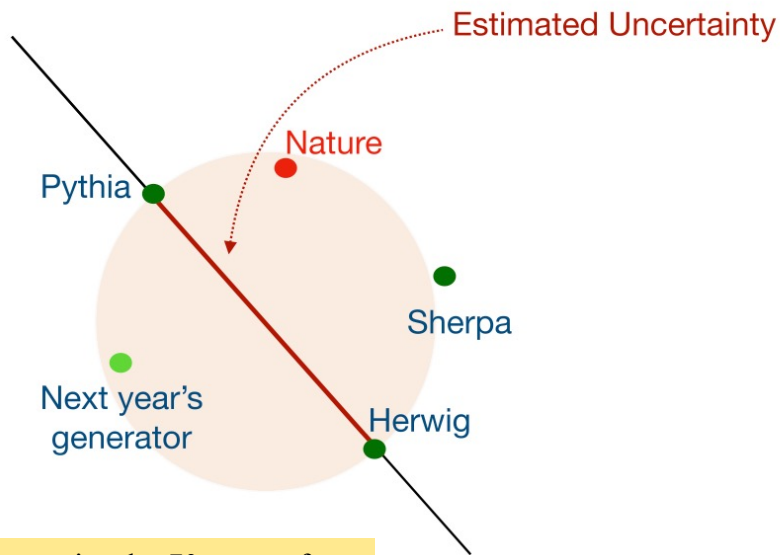 Estimated Uncertainty
Nature
Pythia
Sherpa
Next year's
generator
Herwig